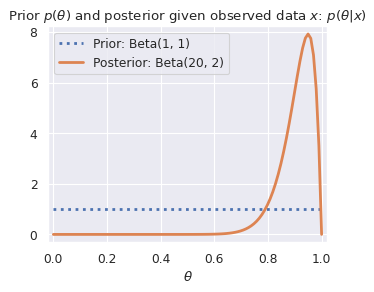 Prior p(θ) and posterior given observed data x: p(θ|x)
Prior: Beta(1, 1)
Posterior: Beta(20, 2)
8
6
4
2
0
0.0 0.2 0.4 0.6 0.8 1.0
θ